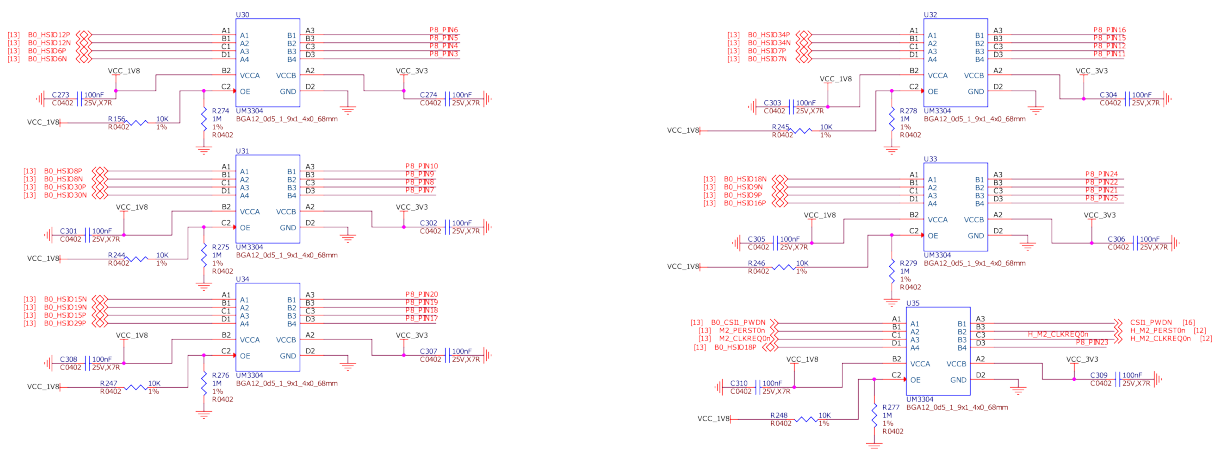 U30
[13] B0_HSIO12P A1 A1 B1 A3 P8_PIN6
[13] B0_HSIO12N B1 A2 B2 B3 P8_PIN5
[13] B0_HSIO6P C1 A3 B3 C3 P8_PIN4
[13] B0_HSIO6N D1 A4 B4 D3 P8_PIN3
VCC_1V8 B2 VCCA VCCB A2 VCC_3V3
C2 OE GND D2
C273 100nF C274 100nF
C0402 25V,X7R C0402 25V,X7R
UM3304
BGA12_0d5_1_9x1_4x0_68mm
VCC_1V8 R156 10K R274
R0402 1% 1M
R0402
U31
[13] B0_HSIO8P A1 A1 B1 A3 P8_PIN10
[13] B0_HSIO8N B1 A2 B2 B3 P8_PIN9
[13] B0_HSIO30P C1 A3 B3 C3 P8_PIN8
[13] B0_HSIO30N D1 A4 B4 D3 P8_PIN7
VCC_1V8 B2 VCCA VCCB A2 VCC_3V3
C2 OE GND D2
C301 100nF C302 100nF
C0402 25V,X7R C0402 25V,X7R
UM3304
BGA12_0d5_1_9x1_4x0_68mm
VCC_1V8 R244 10K R275
R0402 1% 1M
R0402
U34
[13] B0_HSIO15N A1 A1 B1 A3 P8_PIN20
[13] B0_HSIO19N B1 A2 B2 B3 P8_PIN19
[13] B0_HSIO15P C1 A3 B3 C3 P8_PIN18
[13] B0_HSIO29P D1 A4 B4 D3 P8_PIN17
VCC_1V8 B2 VCCA VCCB A2 VCC_3V3
C2 OE GND D2
C308 100nF C307 100nF
C0402 25V,X7R C0402 25V,X7R
UM3304
BGA12_0d5_1_9x1_4x0_68mm
VCC_1V8 R247 10K R276
R0402 1% 1M
R0402
U32
[13] B0_HSIO34P A1 A1 B1 A3 P8_PIN16
[13] B0_HSIO34N B1 A2 B2 B3 P8_PIN15
[13] B0_HSIO7P C1 A3 B3 C3 P8_PIN12
[13] B0_HSIO7N D1 A4 B4 D3 P8_PIN11
VCC_1V8 B2 VCCA VCCB A2 VCC_3V3
C2 OE GND D2
C303 100nF C304 100nF
C0402 25V,X7R C0402 25V,X7R
UM3304
BGA12_0d5_1_9x1_4x0_68mm
VCC_1V8 R245 10K R278
R0402 1% 1M
R0402
U33
[13] B0_HSIO18N A1 A1 B1 A3 P8_PIN24
[13] B0_HSIO9N B1 A2 B2 B3 P8_PIN22
[13] B0_HSIO9P C1 A3 B3 C3 P8_PIN21
[13] B0_HSIO16P D1 A4 B4 D3 P8_PIN25
VCC_1V8 B2 VCCA VCCB A2 VCC_3V3
C2 OE GND D2
C305 100nF C306 100nF
C0402 25V,X7R C0402 25V,X7R
UM3304
BGA12_0d5_1_9x1_4x0_68mm
VCC_1V8 R246 10K R279
R0402 1% 1M
R0402
U35
[13] B0_CSI1_PWDN A1 A1 B1 A3 CSI1_PWDN [16]
[13] M2_PERST0n B1 A2 B2 B3 H_M2_PERST0n [12]
[13] M2_CLKREQ0n C1 A3 B3 C3 H_M2_CLKREQ0n H_M2_CLKREQ0n [12]
[13] B0_HSIO18P D1 A4 B4 D3 P8_PIN23
VCC_1V8 B2 VCCA VCCB A2 VCC_3V3
C2 OE GND D2
C310 100nF C309 100nF
C0402 25V,X7R C0402 25V,X7R
UM3304
BGA12_0d5_1_9x1_4x0_68mm
VCC_1V8 R248 10K R277
R0402 1% 1M
R0402